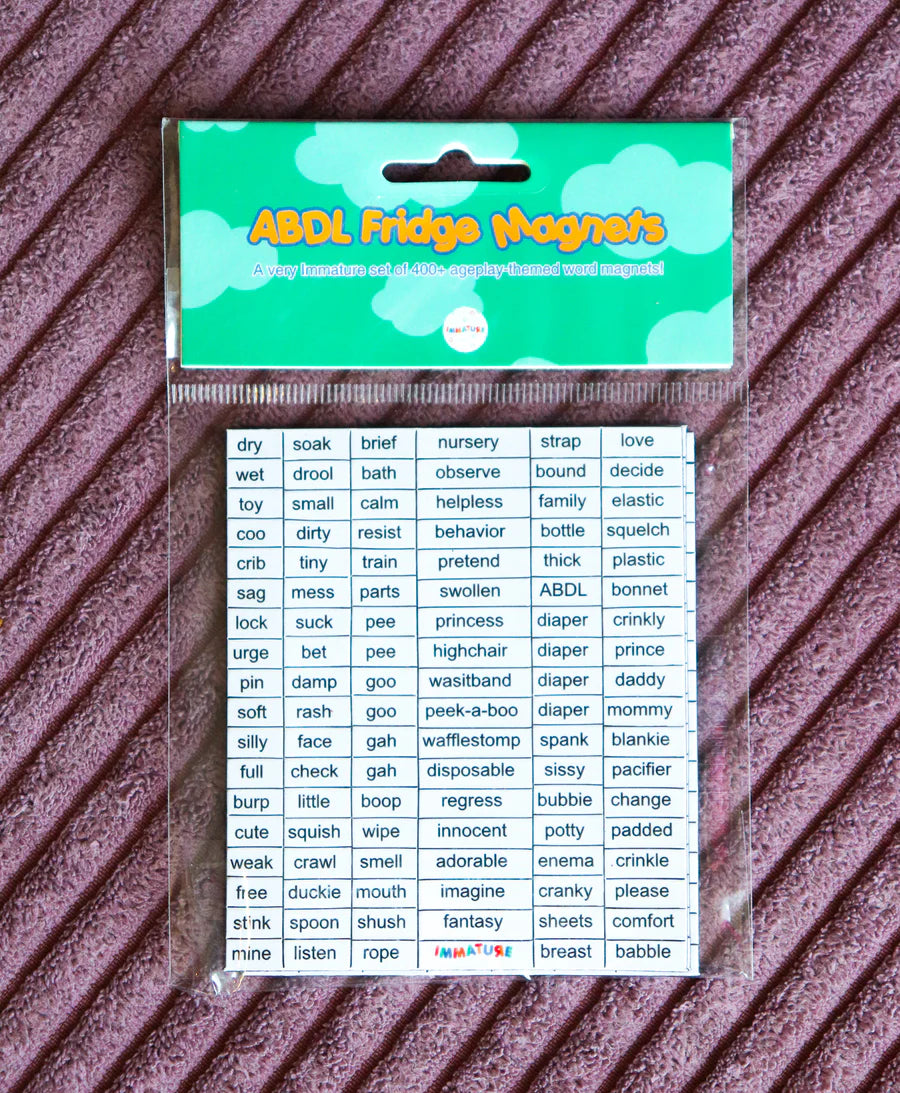 ABDL Fridge Magnets
A very Immature set of 400+ ageplay-themed word magnets!
IMMATURE
dry soak brief nursery strap love
wet drool bath observe bound decide
toy small calm helpless family elastic
coo dirty resist behavior bottle squelch
crib tiny train pretend thick plastic
sag mess parts swollen ABDL bonnet
lock suck pee princess diaper crinkly
urge bet pee highchair diaper prince
pin damp goo wasitband diaper daddy
soft rash goo peek-a-boo diaper mommy
silly face gah wafflestomp spank blankie
full check gah disposable sissy pacifier
burp little boop regress bubbie change
cute squish wipe innocent potty padded
weak crawl smell adorable enema crinkle
free duckie mouth imagine cranky please
stink spoon shush fantasy sheets comfort
mine listen rope IMMATURE breast babble